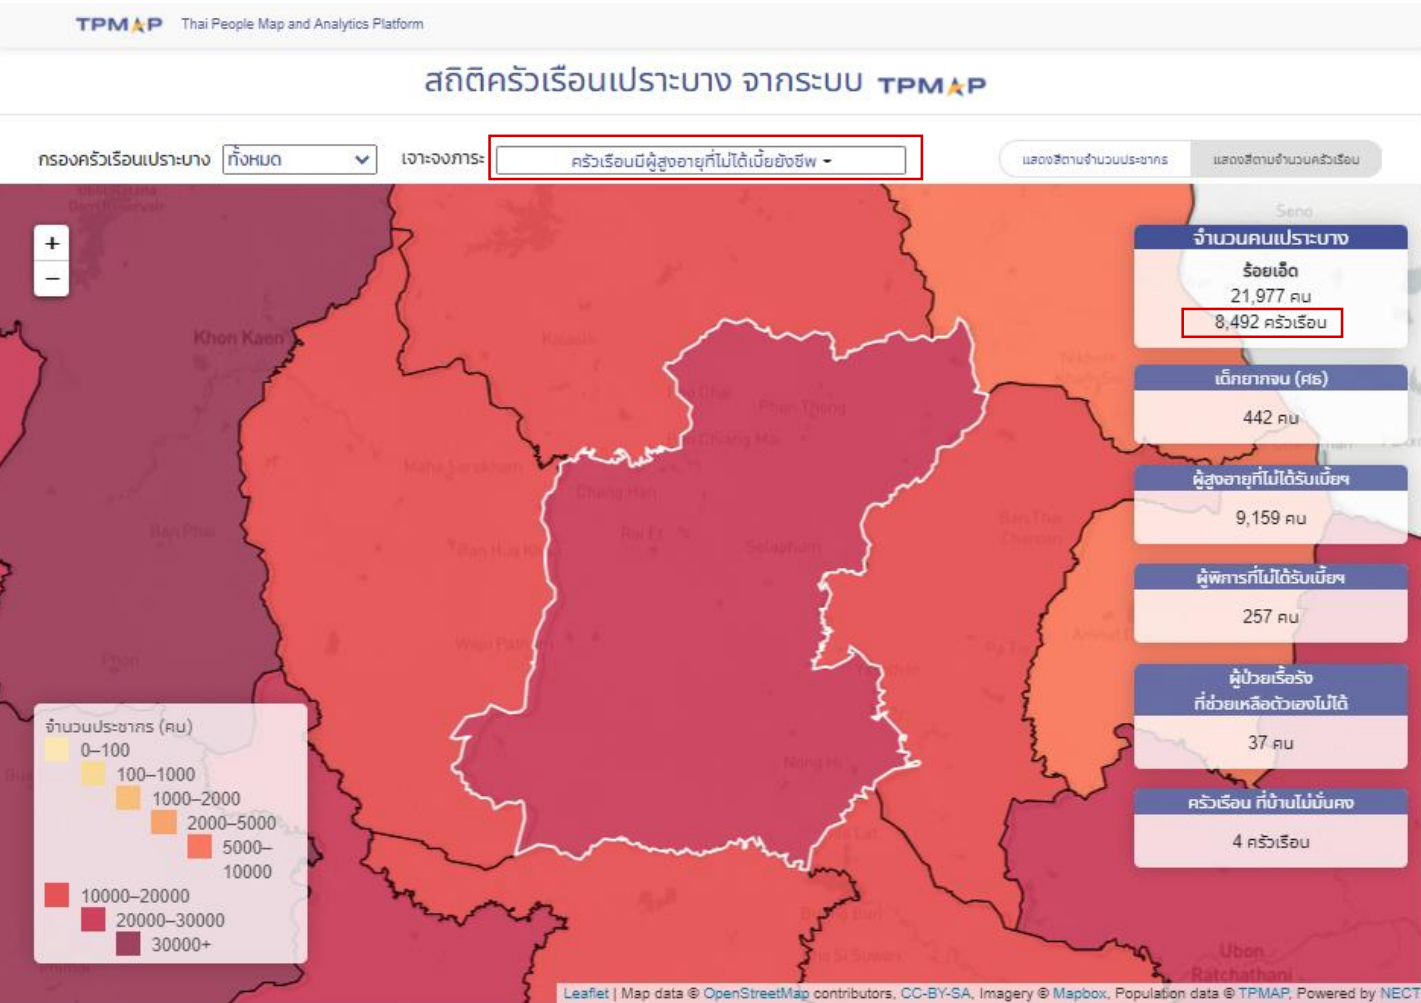 TPMAP Thai People Map and Analytics Platform
สถิติครัวเรือนเปราะบาง จากระบบ TPMAP
กรองครัวเรือนเปราะบาง ทั้งหมด เจาะจงภาระ ครัวเรือนมีผู้สูงอายุที่ไม่ได้เบี้ยยังชีพ แสดงสีตามจำนวนประชากร แสดงสีตามจำนวนครัวเรือน
+
−
Seno
จำนวนคนเปราะบาง
ร้อยเอ็ด
21,977 คน
8,492 ครัวเรือน
เด็กยากจน (ศธ)
442 คน
ผู้สูงอายุที่ไม่ได้รับเบี้ยฯ
9,159 คน
ผู้พิการที่ไม่ได้รับเบี้ยฯ
257 คน
ผู้ป่วยเรื้อรัง
ที่ช่วยเหลือตัวเองไม่ได้
37 คน
ครัวเรือน ที่บ้านไม่มั่นคง
4 ครัวเรือน
Khon Kaen
Phon Thong
Maha Sarakham
Chang Han
Roi Et
Selaphum
Ban Phai
Phon
Nong Hi
Ubon
Ratchathani
จำนวนประชากร (คน)
0–100
100–1000
1000–2000
2000–5000
5000–
10000
10000–20000
20000–30000
30000+
Leaflet | Map data © OpenStreetMap contributors, CC-BY-SA, Imagery © Mapbox, Population data © TPMAP, Powered by NECT